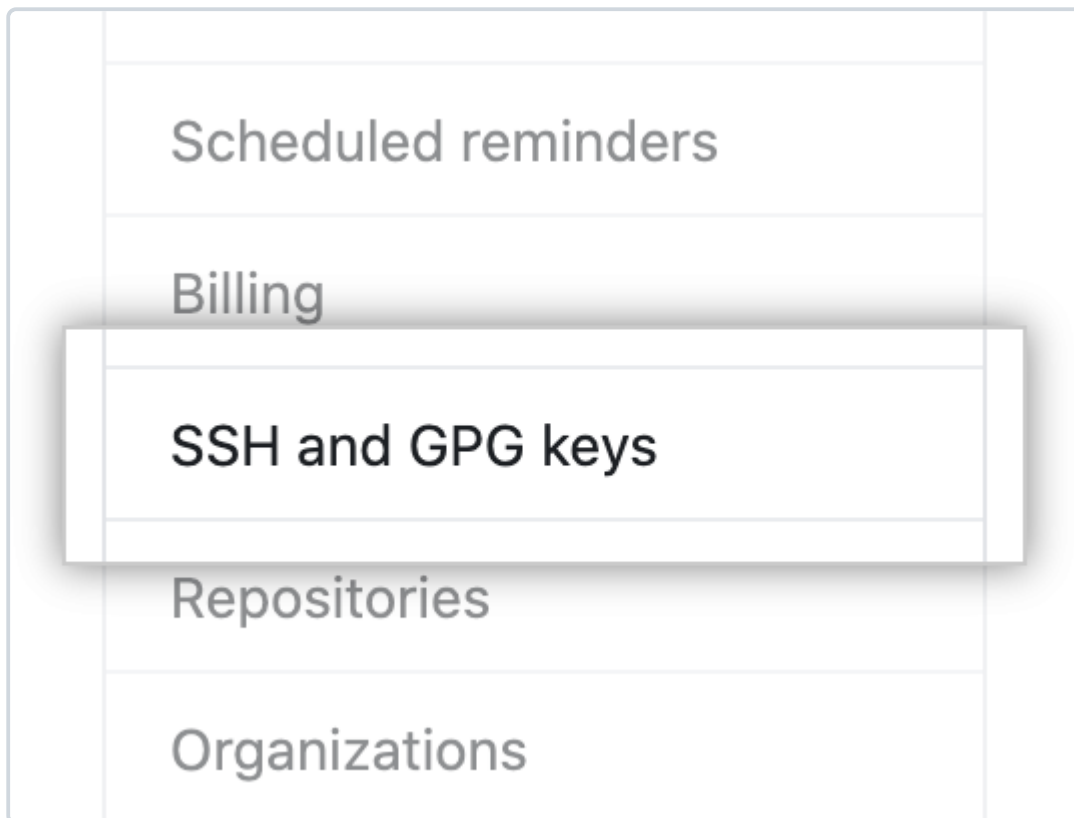 Scheduled reminders
Billing
SSH and GPG keys
Repositories
Organizations